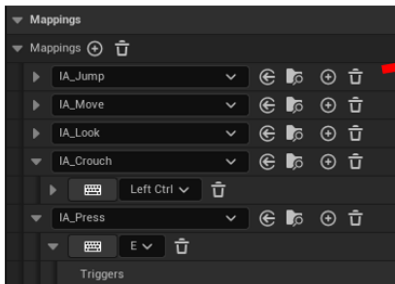 Mappings
Mappings
IA_Jump
IA_Move
IA_Look
IA_Crouch
Left Ctrl
IA_Press
E
Triggers